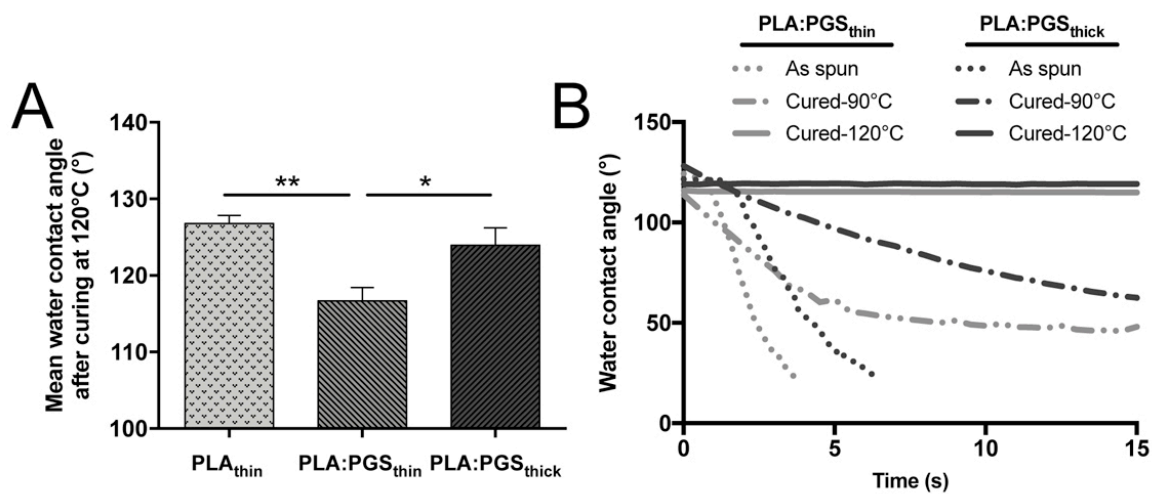 A
Mean water contact angle
after curing at 120°C (°)
140
130
120
110
100
**
*
PLAthin
PLA:PGSthin
PLA:PGSthick
B
PLA:PGSthin
As spun
Cured-90°C
Cured-120°C
PLA:PGSthick
As spun
Cured-90°C
Cured-120°C
Water contact angle (°)
150
100
50
0
0
5
10
15
Time (s)